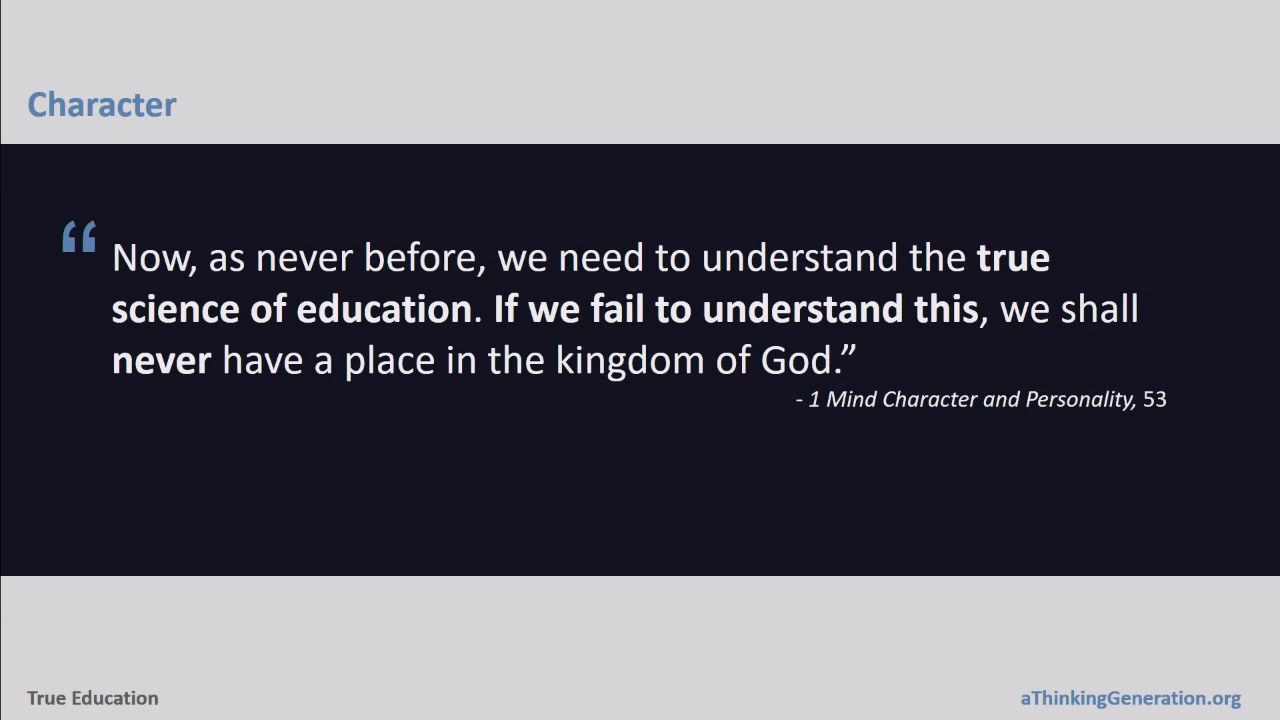 Character
“ Now, as never before, we need to understand the true
science of education. If we fail to understand this, we shall
never have a place in the kingdom of God.”
- 1 Mind Character and Personality, 53
True Education
aThinkingGeneration.org